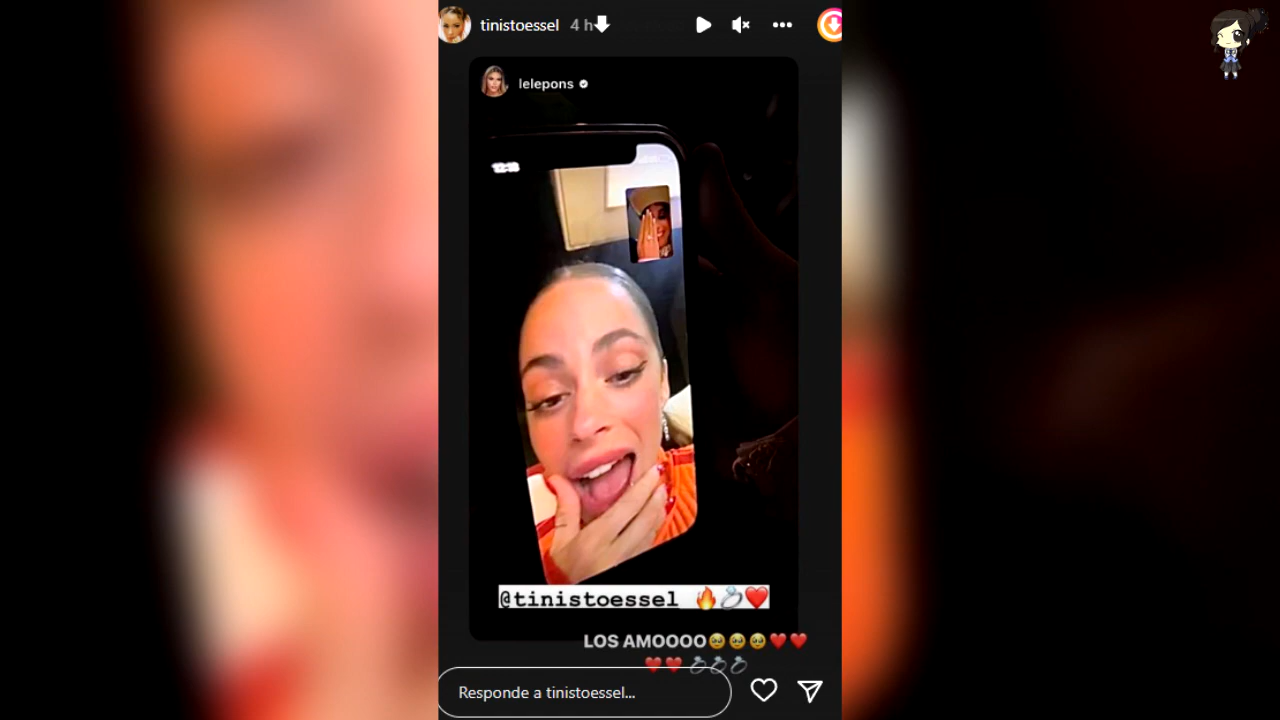 tinistoessel 4 h
lelepons
@tinistoessel 🔥💍❤️
LOS AMOOOO🥺🥺🥺❤️❤️
❤️❤️💍💍💍
Responde a tinistoessel...